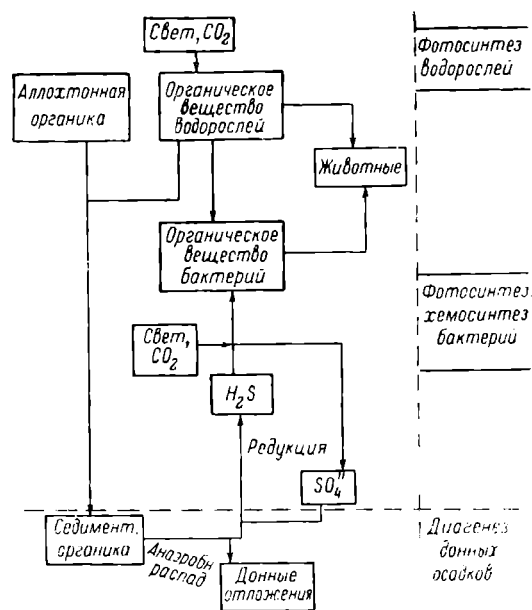 Свет, CO₂
Фотосинтез
водорослей
Аллохтонная
органика
Органическое
вещество
водорослей
Животные
Органическое
вещество
бактерий
Фотосинтез,
хемосинтез
бактерий
Свет,
CO₂
H₂S
Редукция
SO₄"
Седимент.
органика
Анаэробн.
распад
Донные
отложения
Диагенез
донных
осадков